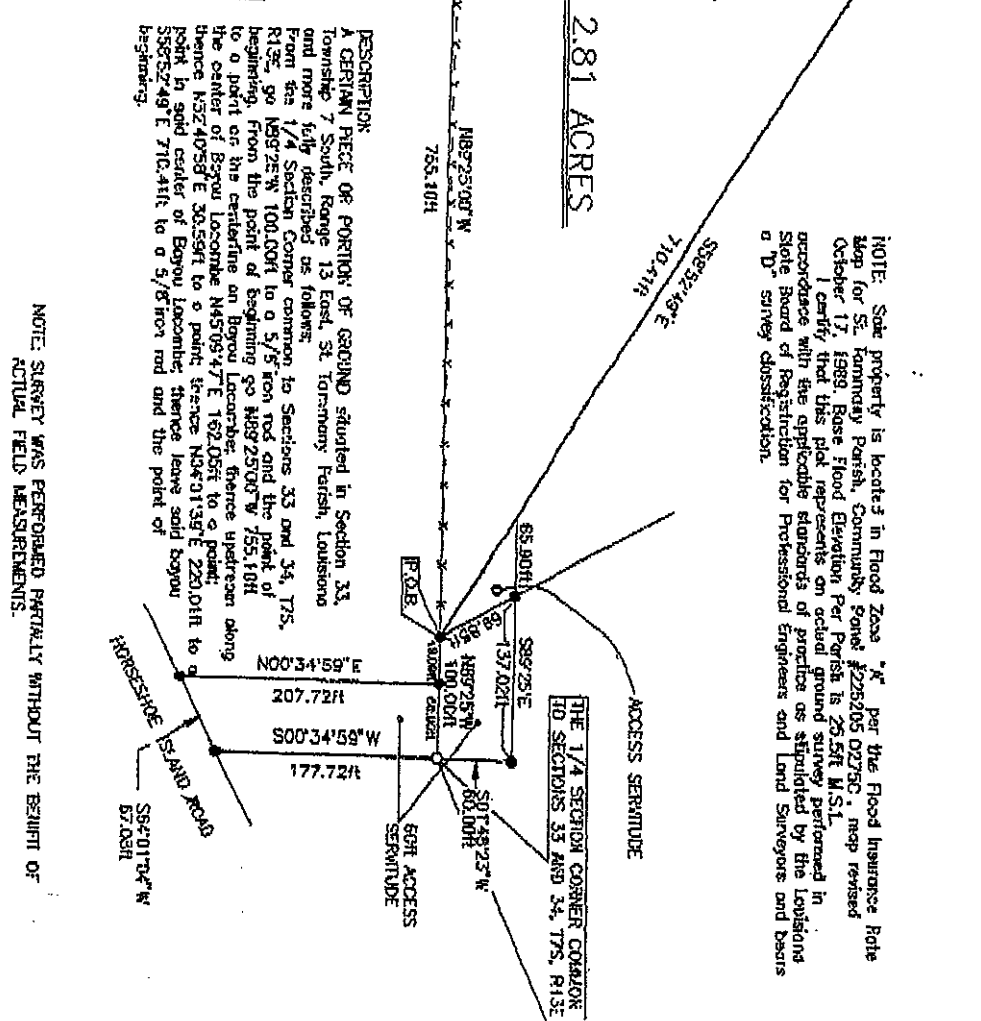 NOTE: Said property is located in Flood Zone "A" per the Flood Insurance Rate
Map for St. Tammany Parish, Community Panel #225205 0275C, map revised
October 17, 1989. Base Flood Elevation Per Parish is 25.5ft M.S.L.
I certify that this plat represents an actual ground survey performed in
accordance with the applicable standards of practice as stipulated by the Louisiana
State Board of Registration for Professional Engineers and Land Surveyors and bears
a "D" survey classification.
2.81 ACRES
S58°52'49"E
710.41ft
N89°25'00"W
755.10ft
DESCRIPTION
A CERTAIN PIECE OR PORTION OF GROUND situated in Section 33,
Township 7 South, Range 13 East, St. Tammany Parish, Louisiana
and more fully described as follows:
From the 1/4 Section Corner common to Sections 33 and 34, T7S,
R13E, go N89°25'W 100.00ft to a 5/8" iron rod and the point of
beginning. From the point of beginning go N89°25'00"W 755.10ft
to a point on the centerline on Bayou Lacombe; thence upstream along
the center of Bayou Lacombe N45°09'47"E 162.05ft to a point;
thence N32°40'58"E 30.59ft to a point; thence N34°01'39"E 220.01ft to a
point in said center of Bayou Lacombe; thence leave said bayou
S58°52'49"E 710.41ft to a 5/8" iron rod and the point of
beginning.
ACCESS SERVITUDE
65.90ft
S89°25'E
137.02ft
68.88ft
P.O.B.
N89°25'W
100.00ft
THE 1/4 SECTION CORNER COMMON
TO SECTIONS 33 AND 34, T7S, R13E
S01°48'23"W
60.00ft
60ft ACCESS
SERVITUDE
N00°34'59"E
207.72ft
S00°34'59"W
177.72ft
HORSESHOE ISLAND ROAD
S64°01'04"W
67.03ft
NOTE: SURVEY WAS PERFORMED PARTIALLY WITHOUT THE BENEFIT OF
ACTUAL FIELD MEASUREMENTS.